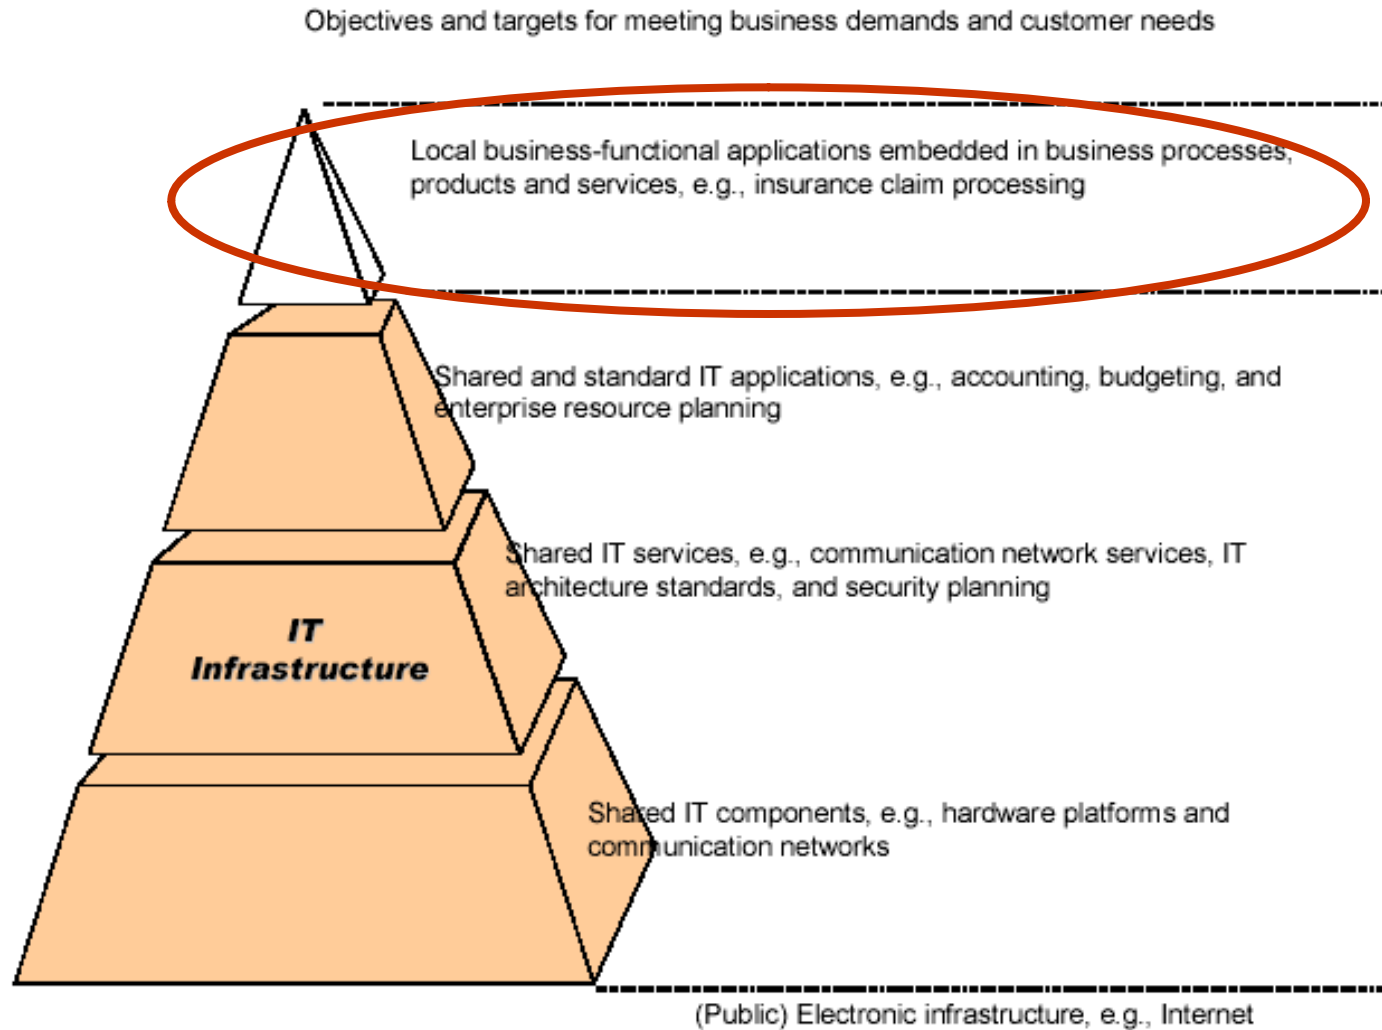 Objectives and targets for meeting business demands and customer needs
Local business-functional applications embedded in business processes,
products and services, e.g., insurance claim processing
Shared and standard IT applications, e.g., accounting, budgeting, and
enterprise resource planning
Shared IT services, e.g., communication network services, IT
architecture standards, and security planning
IT
Infrastructure
Shared IT components, e.g., hardware platforms and
communication networks
(Public) Electronic infrastructure, e.g., Internet